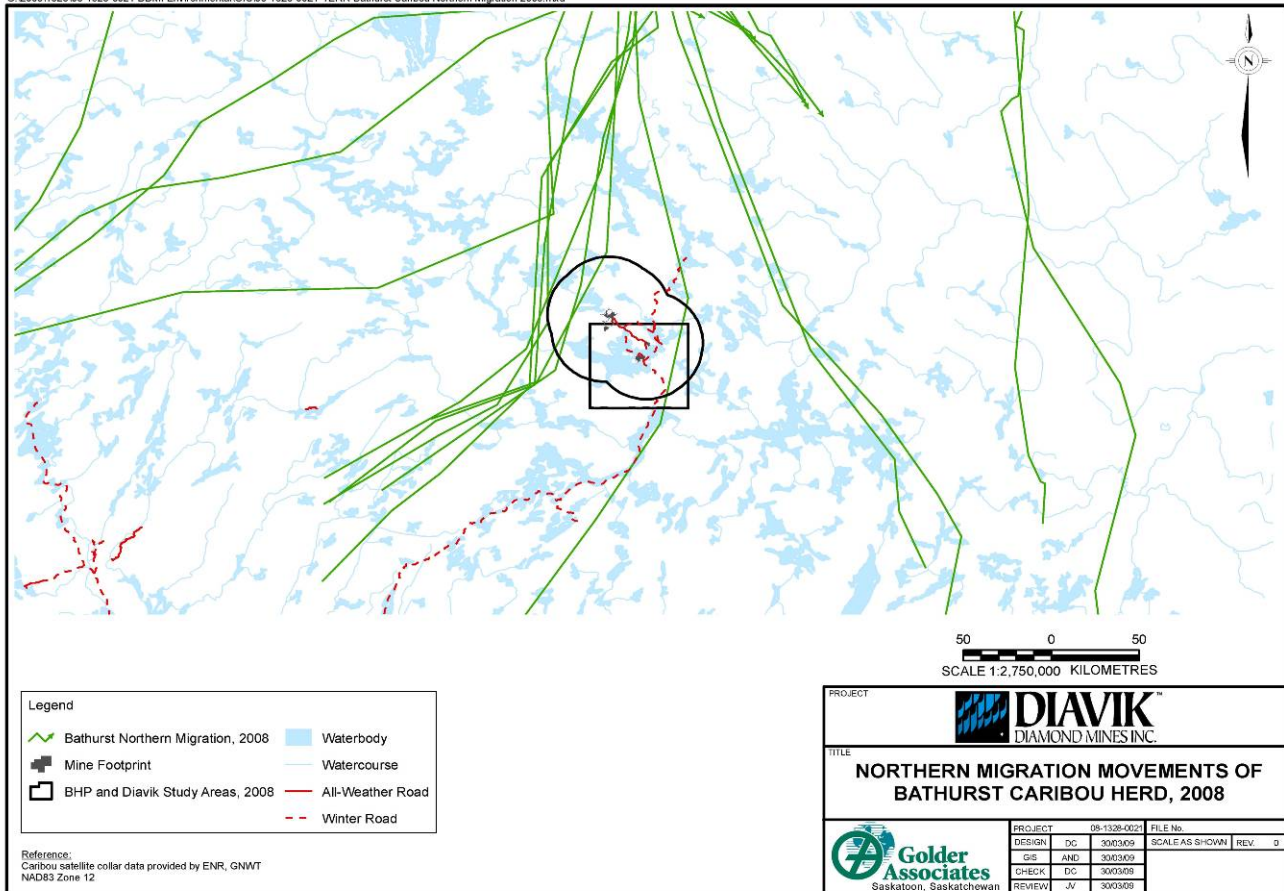 N
50 0 50
SCALE 1:2,750,000 KILOMETRES
Legend
Bathurst Northern Migration, 2008
Mine Footprint
BHP and Diavik Study Areas, 2008
Waterbody
Watercourse
All-Weather Road
Winter Road
Reference:
Caribou satellite collar data provided by ENR, GNWT
NAD83 Zone 12
PROJECT
DIAVIK™
DIAMOND MINES INC.
TITLE
NORTHERN MIGRATION MOVEMENTS OF
BATHURST CARIBOU HERD, 2008
Golder
Associates
Saskatoon, Saskatchewan
PROJECT 08-1328-0021 FILE No.
DESIGN DC 30/03/09 SCALE AS SHOWN REV. 0
GIS AND 30/03/09
CHECK DC 30/03/09
REVIEW JV 30/03/09